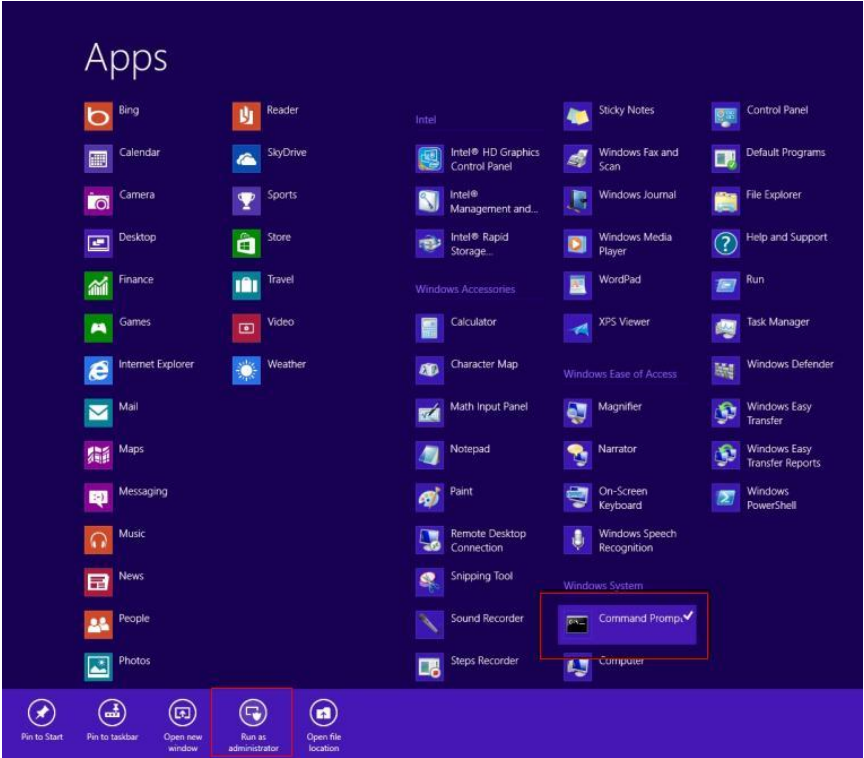 Apps
Bing
Calendar
Camera
Desktop
Finance
Games
Internet Explorer
Mail
Maps
Messaging
Music
News
People
Photos
Reader
SkyDrive
Sports
Store
Travel
Video
Weather
Intel
Intel® HD Graphics
Control Panel
Intel®
Management and...
Intel® Rapid
Storage...
Windows Accessories
Calculator
Character Map
Math Input Panel
Notepad
Paint
Remote Desktop
Connection
Snipping Tool
Sound Recorder
Steps Recorder
Sticky Notes
Windows Fax and
Scan
Windows Journal
Windows Media
Player
WordPad
XPS Viewer
Windows Ease of Access
Magnifier
Narrator
On-Screen
Keyboard
Windows Speech
Recognition
Windows System
Command Prompt
Computer
Control Panel
Default Programs
File Explorer
Help and Support
Run
Task Manager
Windows Defender
Windows Easy
Transfer
Windows Easy
Transfer Reports
Windows
PowerShell
Pin to Start
Pin to taskbar
Open new
window
Run as
administrator
Open file
location